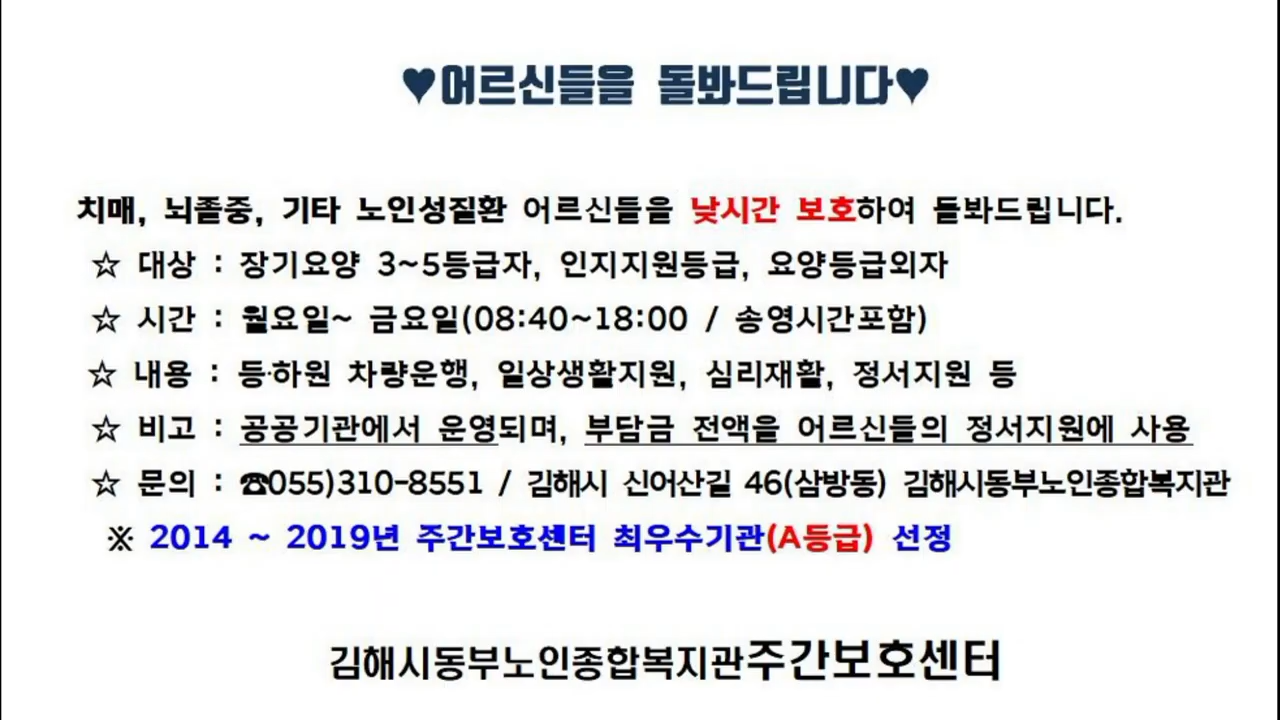 ♥어르신들을 돌봐드립니다♥
치매, 뇌졸중, 기타 노인성질환 어르신들을 낮시간 보호하여 돌봐드립니다.
☆ 대상 : 장기요양 3~5등급자, 인지지원등급, 요양등급외자
☆ 시간 : 월요일~ 금요일(08:40~18:00 / 송영시간포함)
☆ 내용 : 등·하원 차량운행, 일상생활지원, 심리재활, 정서지원 등
☆ 비고 : 공공기관에서 운영되며, 부담금 전액을 어르신들의 정서지원에 사용
☆ 문의 : ☎055)310-8551 / 김해시 신어산길 46(삼방동) 김해시동부노인종합복지관
※ 2014 ~ 2019년 주간보호센터 최우수기관(A등급) 선정
김해시동부노인종합복지관주간보호센터